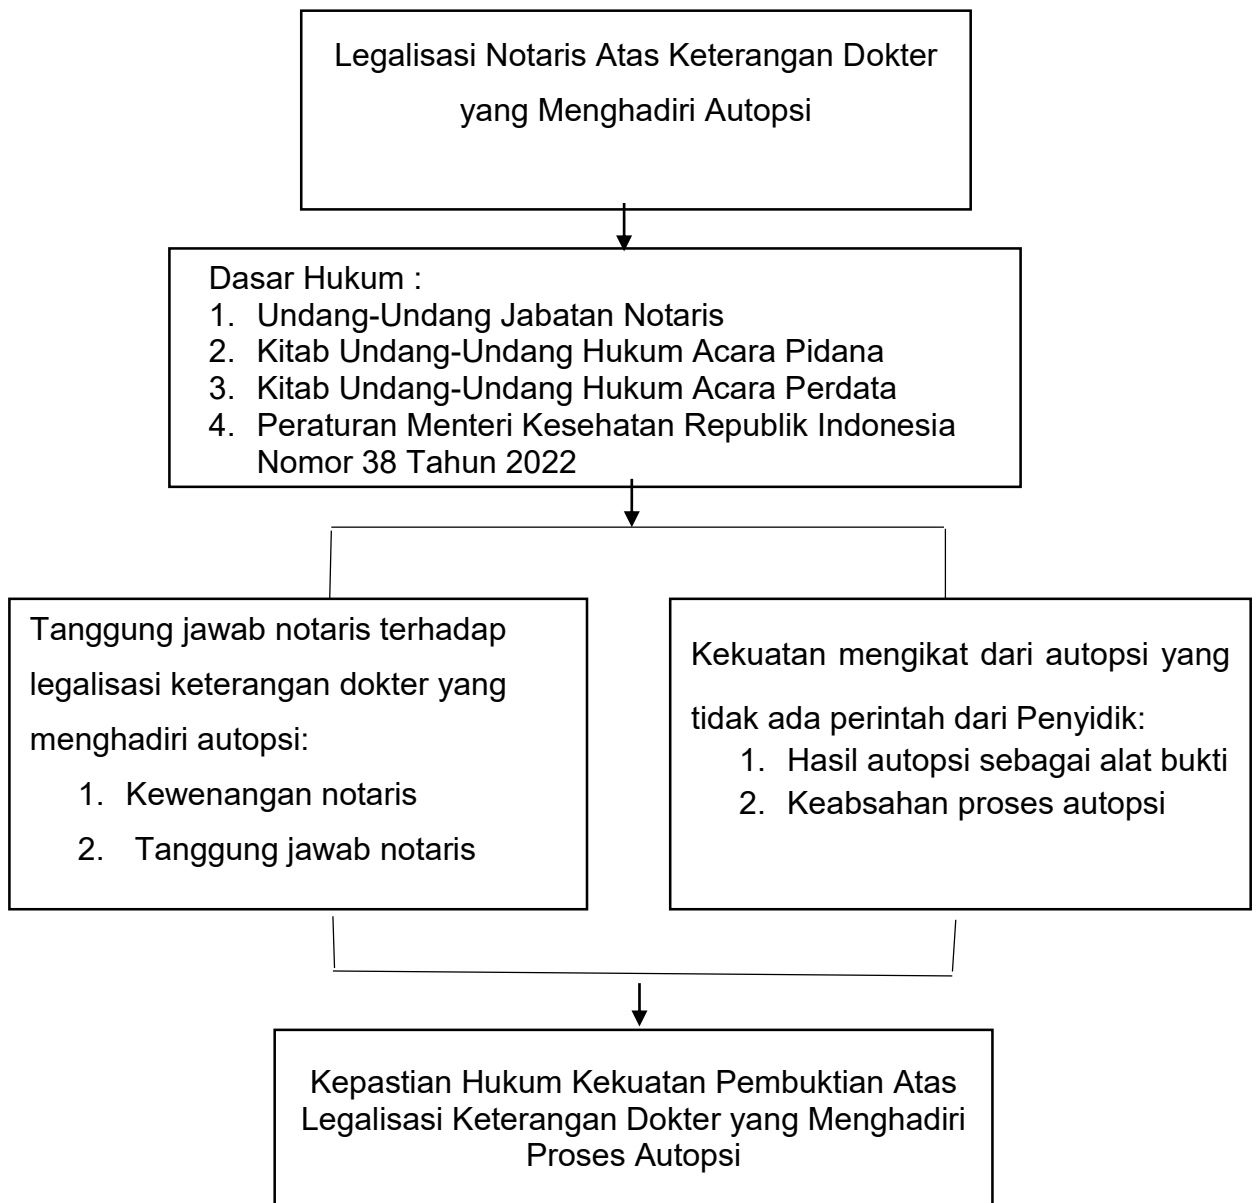 Legalisasi Notaris Atas Keterangan Dokter
yang Menghadiri Autopsi
Dasar Hukum :
1. Undang-Undang Jabatan Notaris
2. Kitab Undang-Undang Hukum Acara Pidana
3. Kitab Undang-Undang Hukum Acara Perdata
4. Peraturan Menteri Kesehatan Republik Indonesia
Nomor 38 Tahun 2022
Tanggung jawab notaris terhadap
legalisasi keterangan dokter yang
menghadiri autopsi:
1. Kewenangan notaris
2. Tanggung jawab notaris
Kekuatan mengikat dari autopsi yang
tidak ada perintah dari Penyidik:
1. Hasil autopsi sebagai alat bukti
2. Keabsahan proses autopsi
Kepastian Hukum Kekuatan Pembuktian Atas
Legalisasi Keterangan Dokter yang Menghadiri
Proses Autopsi